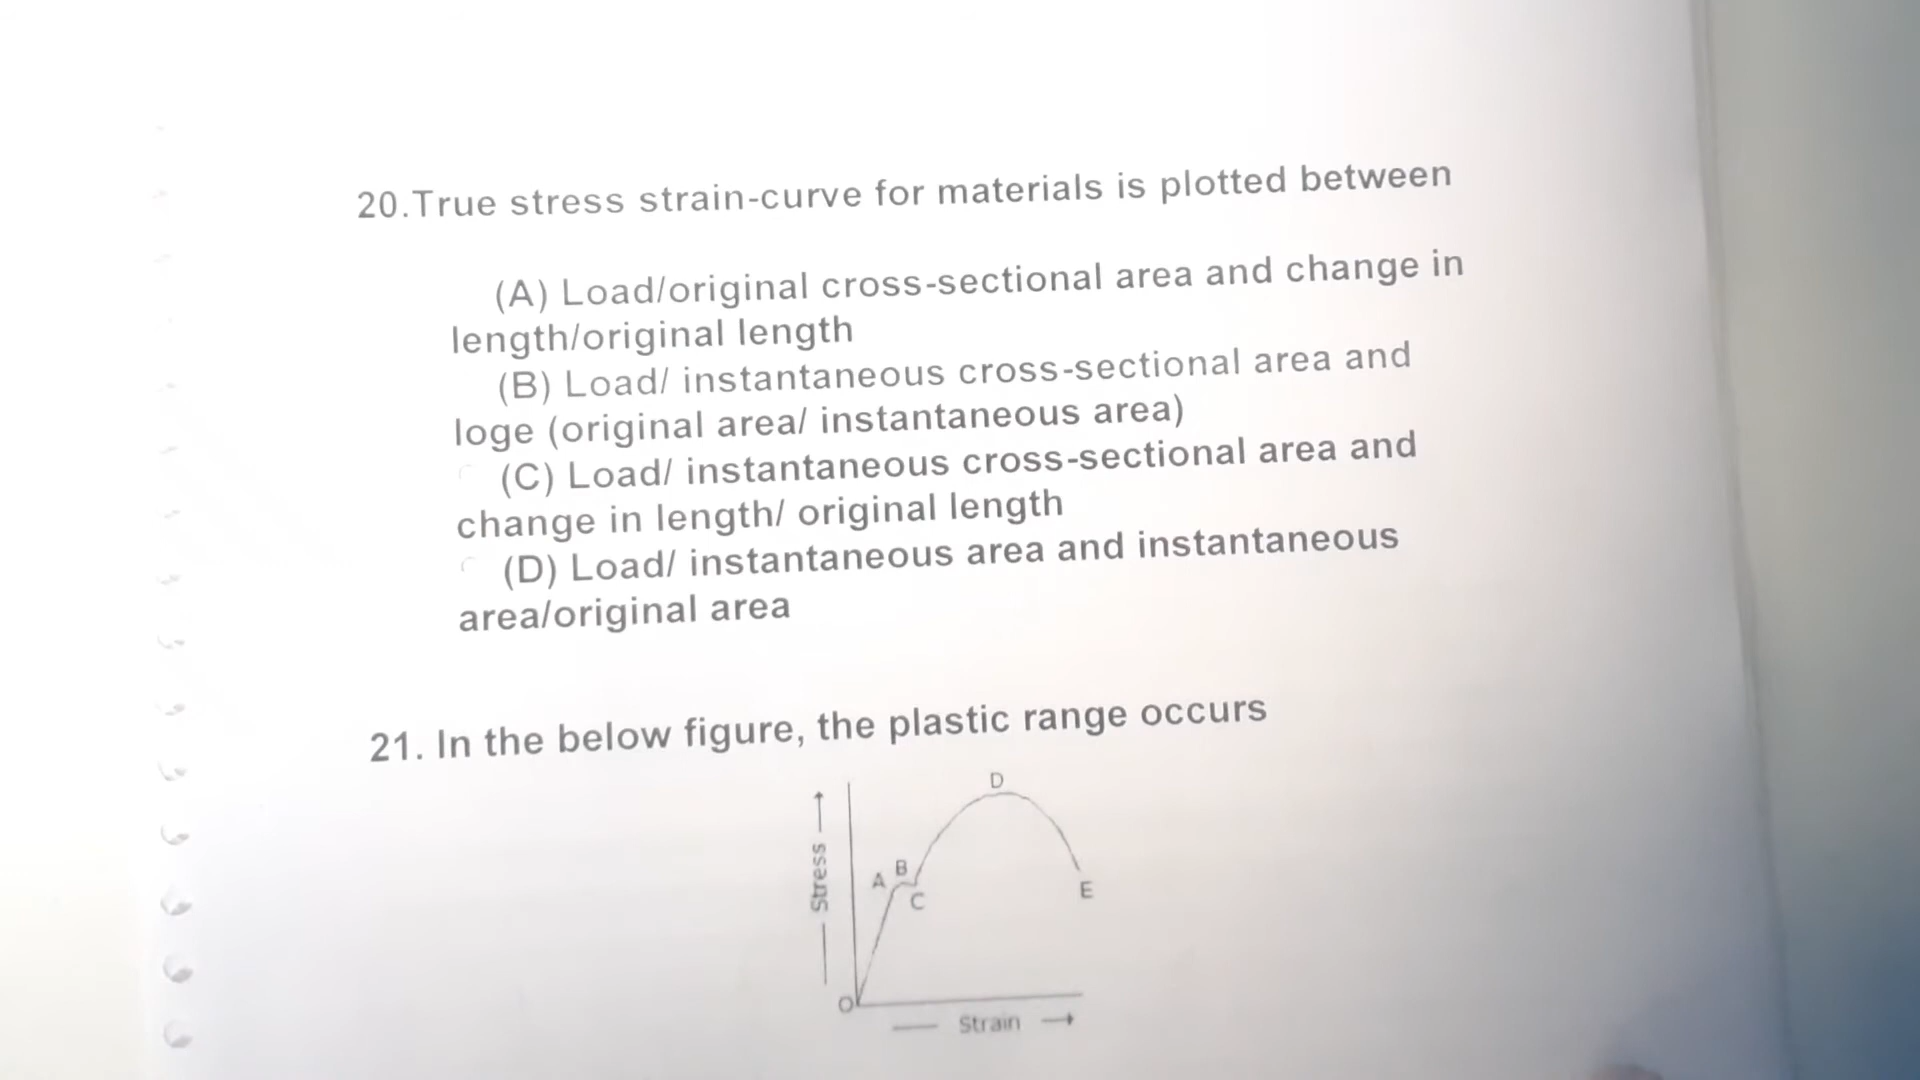 20.True stress strain-curve for materials is plotted between
(A) Load/original cross-sectional area and change in
length/original length
(B) Load/ instantaneous cross-sectional area and
loge (original area/ instantaneous area)
(C) Load/ instantaneous cross-sectional area and
change in length/ original length
(D) Load/ instantaneous area and instantaneous
area/original area
21. In the below figure, the plastic range occurs
D
Stress
A
B
C
E
O
Strain